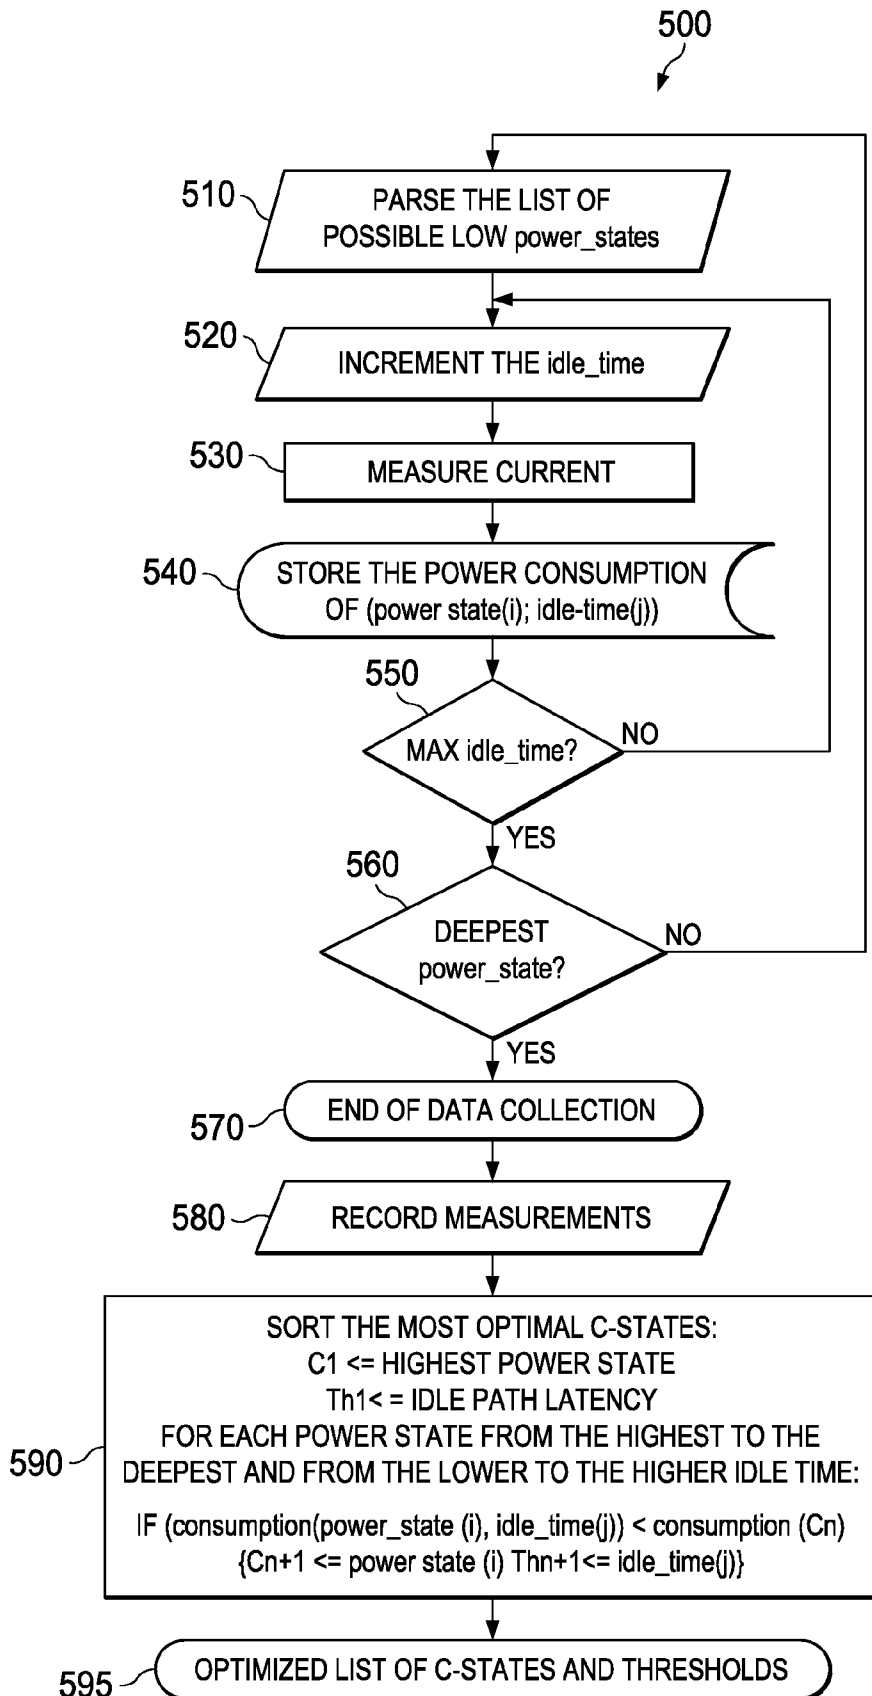 500
510
PARSE THE LIST OF
POSSIBLE LOW power_states
520
INCREMENT THE idle_time
530
MEASURE CURRENT
540
STORE THE POWER CONSUMPTION
OF (power state(i); idle-time(j))
550
MAX idle_time?
NO
YES
560
DEEPEST
power_state?
NO
YES
END OF DATA COLLECTION
570
580
RECORD MEASUREMENTS
SORT THE MOST OPTIMAL C-STATES:
C1 <= HIGHEST POWER STATE
Th1< = IDLE PATH LATENCY
FOR EACH POWER STATE FROM THE HIGHEST TO THE
DEEPEST AND FROM THE LOWER TO THE HIGHER IDLE TIME:
590
IF (consumption(power_state (i), idle_time(j)) < consumption (Cn)
{Cn+1 <= power state (i) Thn+1<= idle_time(j)}
OPTIMIZED LIST OF C-STATES AND THRESHOLDS
595